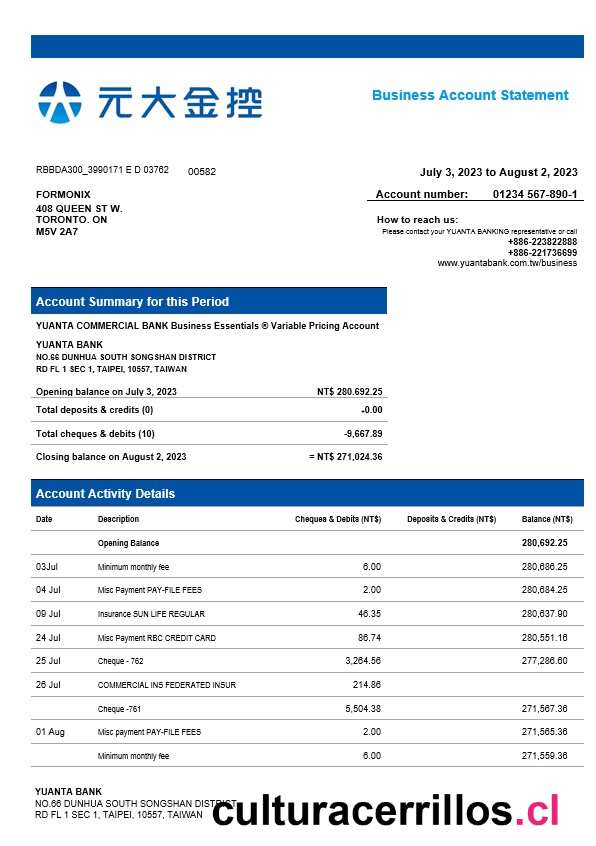 元大金控
Business Account Statement
RBBDA300_3990171 E D 03762 00582
July 3, 2023 to August 2, 2023
FORMONIX
Account number: 01234 567-890-1
408 QUEEN ST W.
TORONTO. ON
M5V 2A7
How to reach us:
Please contact your YUANTA BANKING representative or call
+886-223822888
+886-221736699
www.yuantabank.com.tw/business
Account Summary for this Period
YUANTA COMMERCIAL BANK Business Essentials ® Variable Pricing Account
YUANTA BANK
NO.66 DUNHUA SOUTH SONGSHAN DISTRICT
RD FL 1 SEC 1, TAIPEI, 10557, TAIWAN
Opening balance on July 3, 2023 NT$ 280.692.25
Total deposits & credits (0) -0.00
Total cheques & debits (10) -9,667.89
Closing balance on August 2, 2023 = NT$ 271,024.36
Account Activity Details
Date Description Cheques & Debits (NT$) Deposits & Credits (NT$) Balance (NT$)
Opening Balance 280,692.25
03Jul Minimum monthly fee 6.00 280,686.25
04 Jul Misc Payment PAY-FILE FEES 2.00 280,684.25
09 Jul Insurance SUN LIFE REGULAR 46.35 280,637.90
24 Jul Misc Payment RBC CREDIT CARD 86.74 280,551.16
25 Jul Cheque - 762 3,264.56 277,286.60
26 Jul COMMERCIAL INS FEDERATED INSUR 214.86
Cheque -761 5,504.38 271,567.36
01 Aug Misc payment PAY-FILE FEES 2.00 271,565.36
Minimum monthly fee 6.00 271,559.36
YUANTA BANK
NO.66 DUNHUA SOUTH SONGSHAN DISTRICT
RD FL 1 SEC 1, TAIPEI, 10557, TAIWAN
culturacerrillos.cl